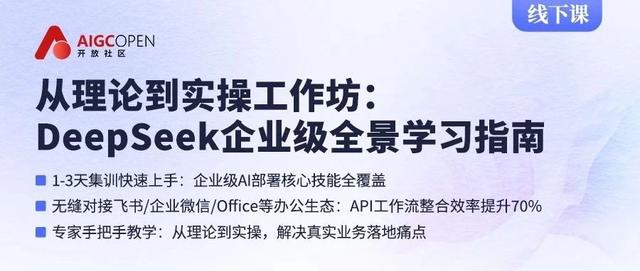 线下课
AIGCOPEN
开放社区
从理论到实操工作坊：
DeepSeek企业级全景学习指南
1-3天集训快速上手：企业级AI部署核心技能全覆盖
无缝对接飞书/企业微信/Office等办公生态：API工作流整合效率提升70%
专家手把手教学：从理论到实操，解决真实业务落地痛点